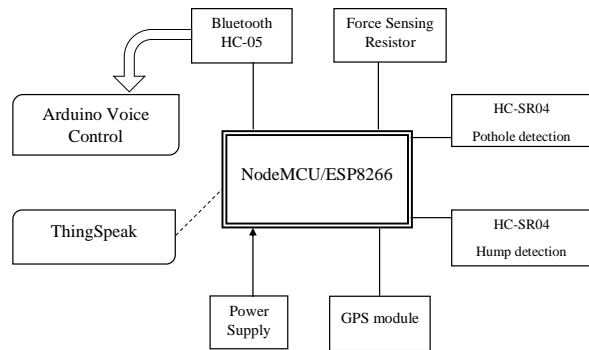 Bluetooth
HC-05
Force Sensing
Resistor
Arduino Voice
Control
HC-SR04
Pothole detection
NodeMCU/ESP8266
ThingSpeak
HC-SR04
Hump detection
Power
Supply
GPS module